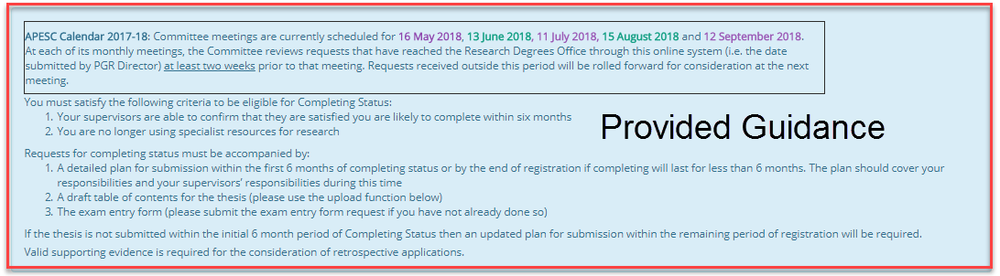 APESC Calendar 2017-18: Committee meetings are currently scheduled for 16 May 2018, 13 June 2018, 11 July 2018, 15 August 2018 and 12 September 2018.
At each of its monthly meetings, the Committee reviews requests that have reached the Research Degrees Office through this online system (i.e. the date
submitted by PGR Director) at least two weeks prior to that meeting. Requests received outside this period will be rolled forward for consideration at the next
meeting.
You must satisfy the following criteria to be eligible for Completing Status:
1. Your supervisors are able to confirm that they are satisfied you are likely to complete within six months
2. You are no longer using specialist resources for research
Provided Guidance
Requests for completing status must be accompanied by:
1. A detailed plan for submission within the first 6 months of completing status or by the end of registration if completing will last for less than 6 months. The plan should cover your
responsibilities and your supervisors' responsibilities during this time
2. A draft table of contents for the thesis (please use the upload function below)
3. The exam entry form (please submit the exam entry form request if you have not already done so)
If the thesis is not submitted within the initial 6 month period of Completing Status then an updated plan for submission within the remaining period of registration will be required.
Valid supporting evidence is required for the consideration of retrospective applications.